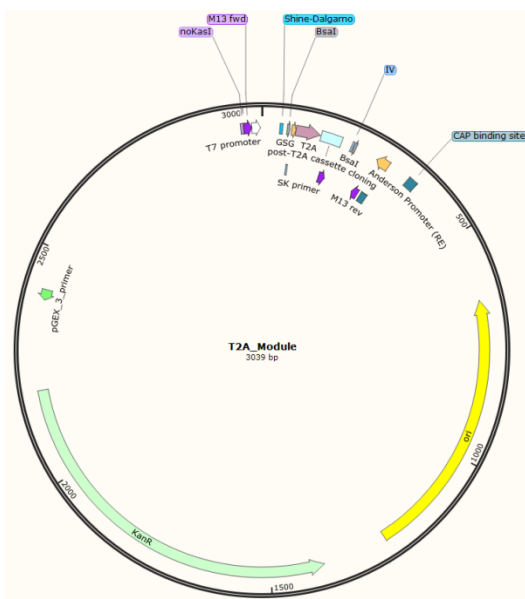 M13 fwd
noKasI
Shine-Dalgarno
BsaI
IV
CAP binding site
3000
T7 promoter
GSG
T2A
post-T2A cassette cloning
BsaI
Anderson Promoter (RE)
SK primer
M13 rev
500
2500
pGEX_3_primer
T2A_Module
3039 bp
ori
1000
2000
KanR
1500